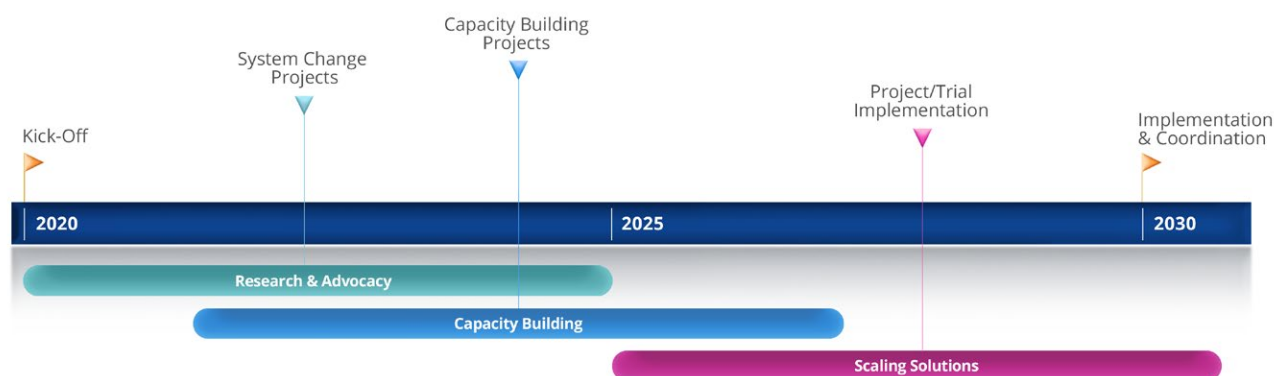 Capacity Building
Projects
System Change
Projects
Project/Trial
Implementation
Implementation
& Coordination
Kick-Off
2020
2025
2030
Research & Advocacy
Capacity Building
Scaling Solutions